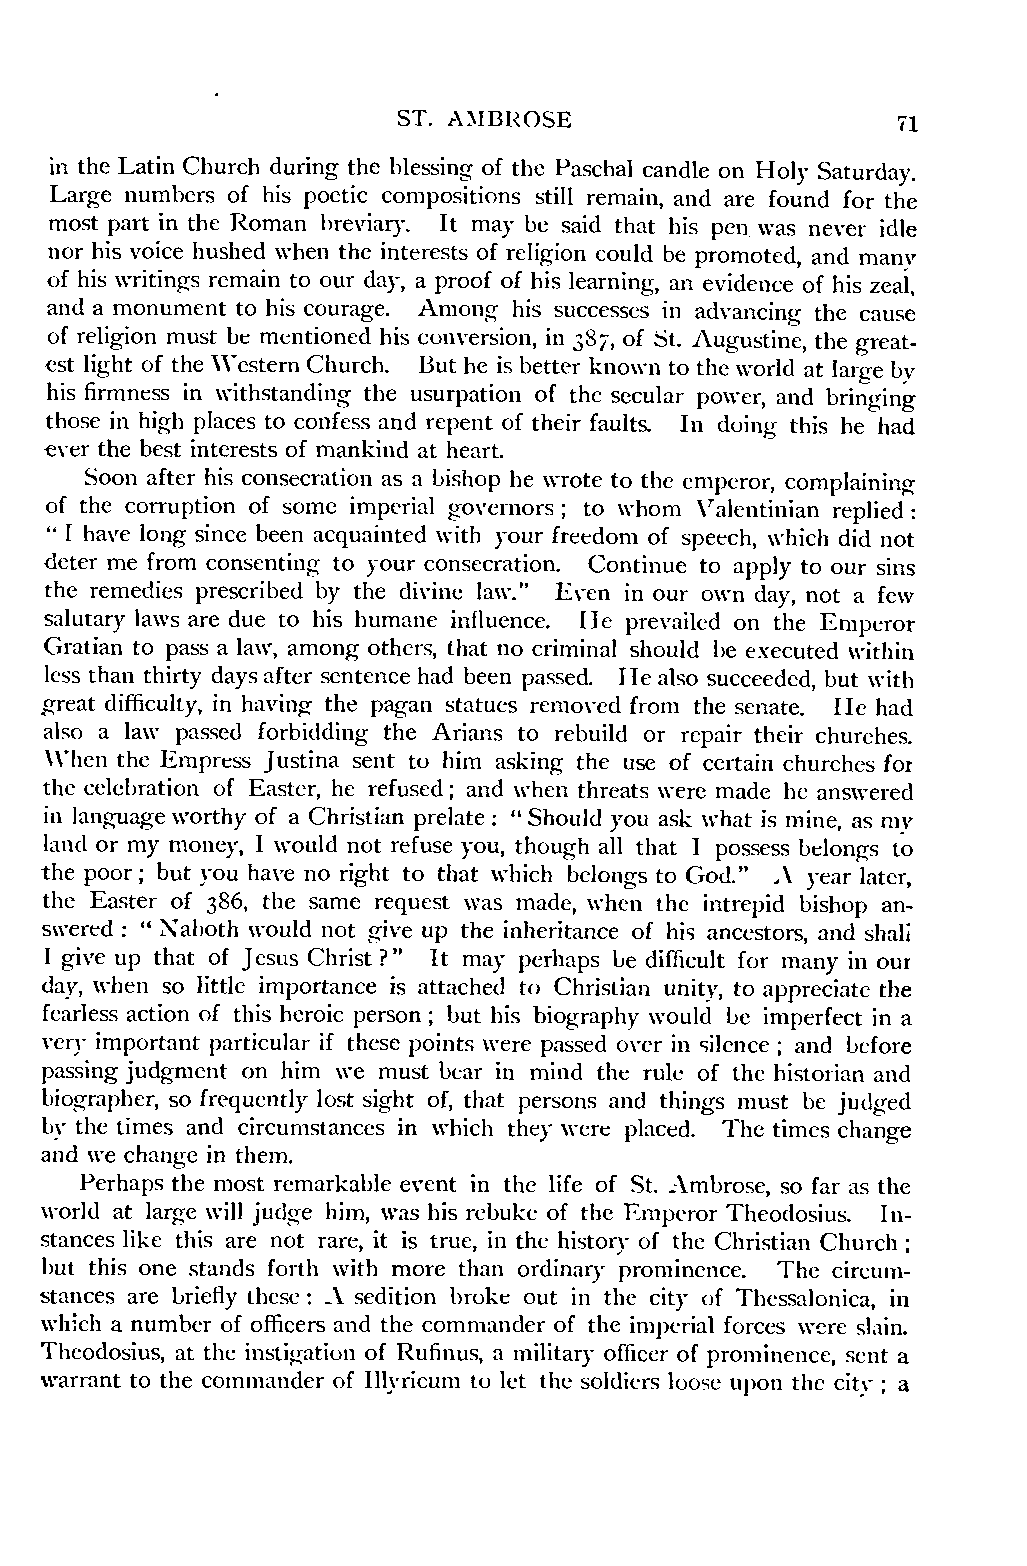 ST. AMBROSE 71
in the Latin Church during the blessing of the Paschal candle on Holy Saturday.
Large numbers of his poetic compositions still remain, and are found for the
most part in the Roman breviary. It may be said that his pen was never idle
nor his voice hushed when the interests of religion could be promoted, and many
of his writings remain to our day, a proof of his learning, an evidence of his zeal,
and a monument to his courage. Among his successes in advancing the cause
of religion must be mentioned his conversion, in 387, of St. Augustine, the great-
est light of the Western Church. But he is better known to the world at large by
his firmness in withstanding the usurpation of the secular power, and bringing
those in high places to confess and repent of their faults. In doing this he had
ever the best interests of mankind at heart.
Soon after his consecration as a bishop he wrote to the emperor, complaining
of the corruption of some imperial governors ; to whom Valentinian replied :
“ I have long since been acquainted with your freedom of speech, which did not
deter me from consenting to your consecration. Continue to apply to our sins
the remedies prescribed by the divine law.” Even in our own day, not a few
salutary laws are due to his humane influence. He prevailed on the Emperor
Gratian to pass a law, among others, that no criminal should be executed within
less than thirty days after sentence had been passed. He also succeeded, but with
great difficulty, in having the pagan statues removed from the senate. He had
also a law passed forbidding the Arians to rebuild or repair their churches.
When the Empress Justina sent to him asking the use of certain churches for
the celebration of Easter, he refused ; and when threats were made he answered
in language worthy of a Christian prelate : “ Should you ask what is mine, as my
land or my money, I would not refuse you, though all that I possess belongs to
the poor ; but you have no right to that which belongs to God.” A year later,
the Easter of 386, the same request was made, when the intrepid bishop an-
swered : “ Naboth would not give up the inheritance of his ancestors, and shall
I give up that of Jesus Christ ? ” It may perhaps be difficult for many in our
day, when so little importance is attached to Christian unity, to appreciate the
fearless action of this heroic person ; but his biography would be imperfect in a
very important particular if these points were passed over in silence ; and before
passing judgment on him we must bear in mind the rule of the historian and
biographer, so frequently lost sight of, that persons and things must be judged
by the times and circumstances in which they were placed. The times change
and we change in them.
Perhaps the most remarkable event in the life of St. Ambrose, so far as the
world at large will judge him, was his rebuke of the Emperor Theodosius. In-
stances like this are not rare, it is true, in the history of the Christian Church ;
but this one stands forth with more than ordinary prominence. The circum-
stances are briefly these : A sedition broke out in the city of Thessalonica, in
which a number of officers and the commander of the imperial forces were slain.
Theodosius, at the instigation of Rufinus, a military officer of prominence, sent a
warrant to the commander of Illyricum to let the soldiers loose upon the city ; a